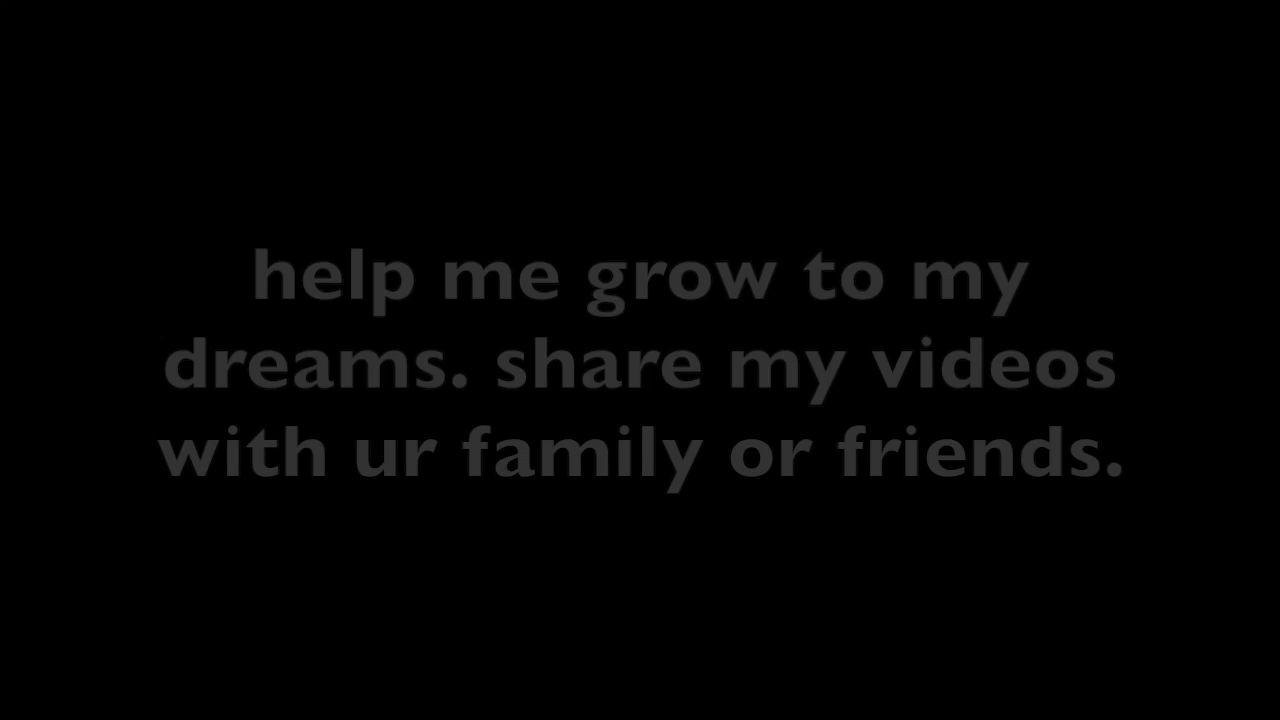 help me grow to my
dreams. share my videos
with ur family or friends.